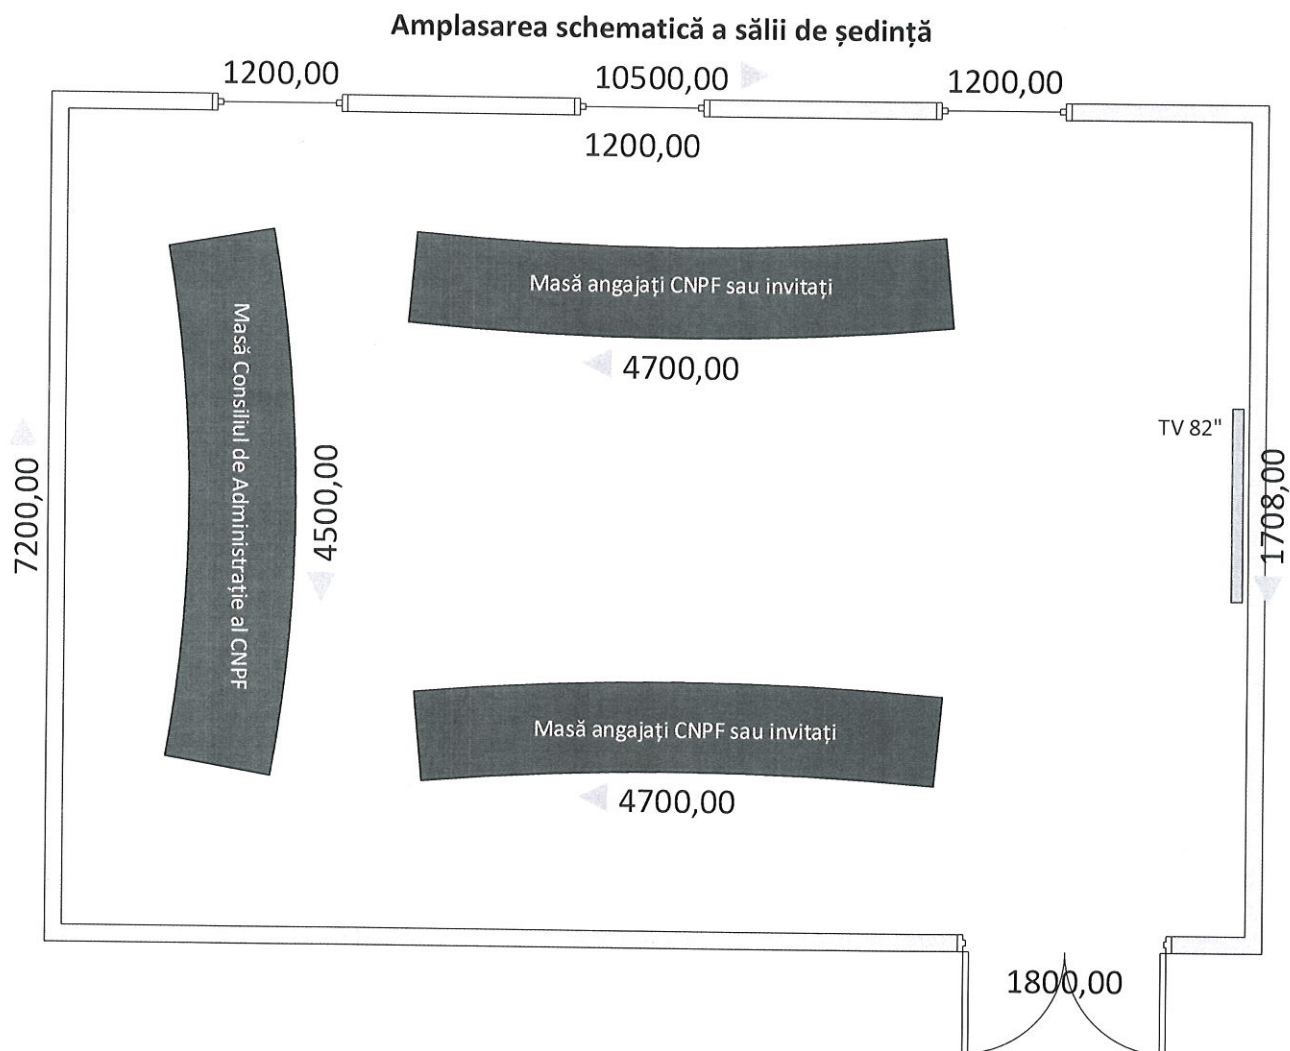 Amplasarea schematică a sălii de ședință
1200,00
10500,00
1200,00
1200,00
Masă angajați CNPF sau invitați
4700,00
Masă Consiliul de Administrație al CNPF
4500,00
7200,00
TV 82"
1708,00
Masă angajați CNPF sau invitați
4700,00
1800,00